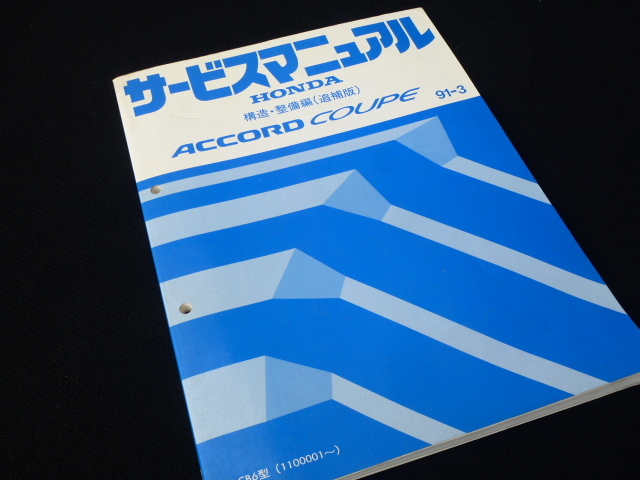 サービスマニュアル
HONDA
構造・整備編(追補版)
ACCORD COUPE 91-3
CB6型 (1100001～)